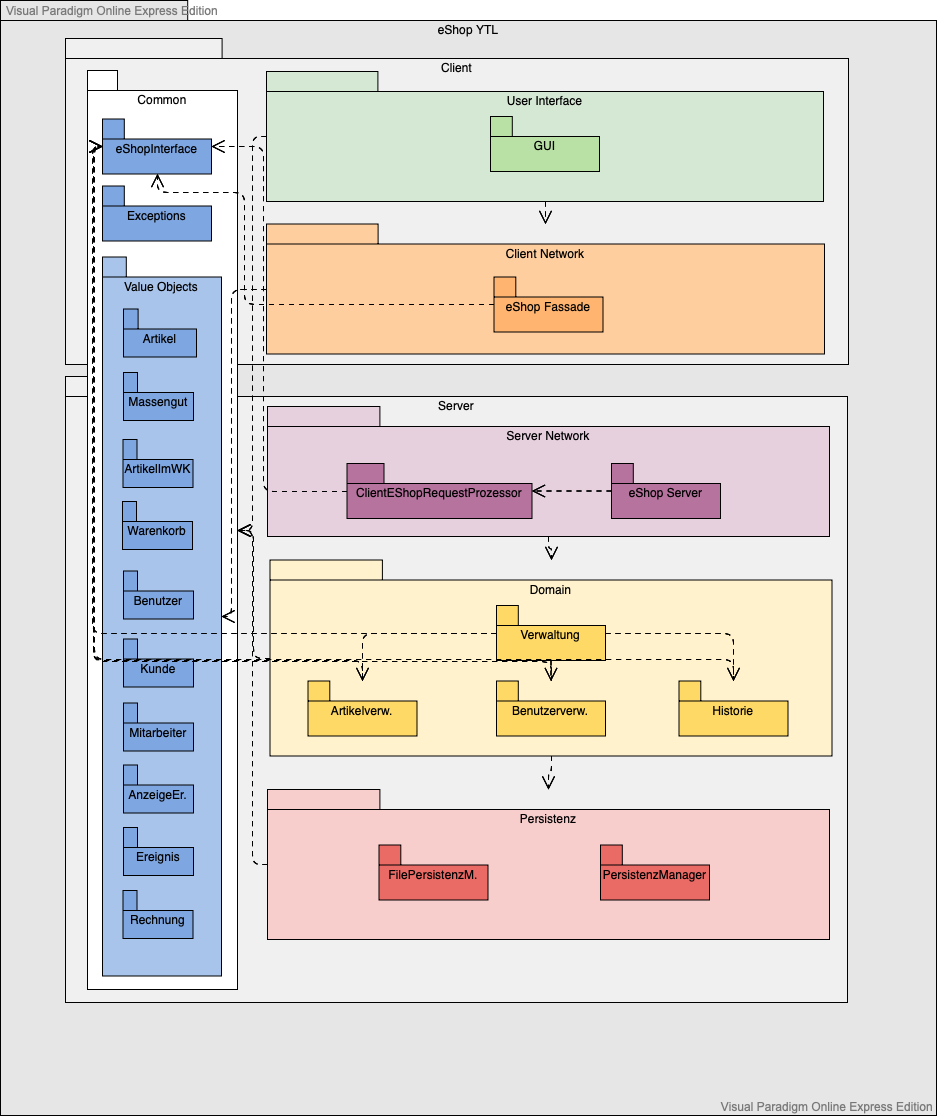 Visual Paradigm Online Express Edition
eShop YTL
Client
Common
eShopInterface
Exceptions
Value Objects
Artikel
Massengut
ArtikelImWK
Warenkorb
Benutzer
Kunde
Mitarbeiter
AnzeigeEr.
Ereignis
Rechnung
User Interface
GUI
Client Network
eShop Fassade
Server
Server Network
ClientEShopRequestProzessor
eShop Server
Domain
Verwaltung
Artikelverw.
Benutzerverw.
Historie
Persistenz
FilePersistenzM.
PersistenzManager
Visual Paradigm Online Express Edition